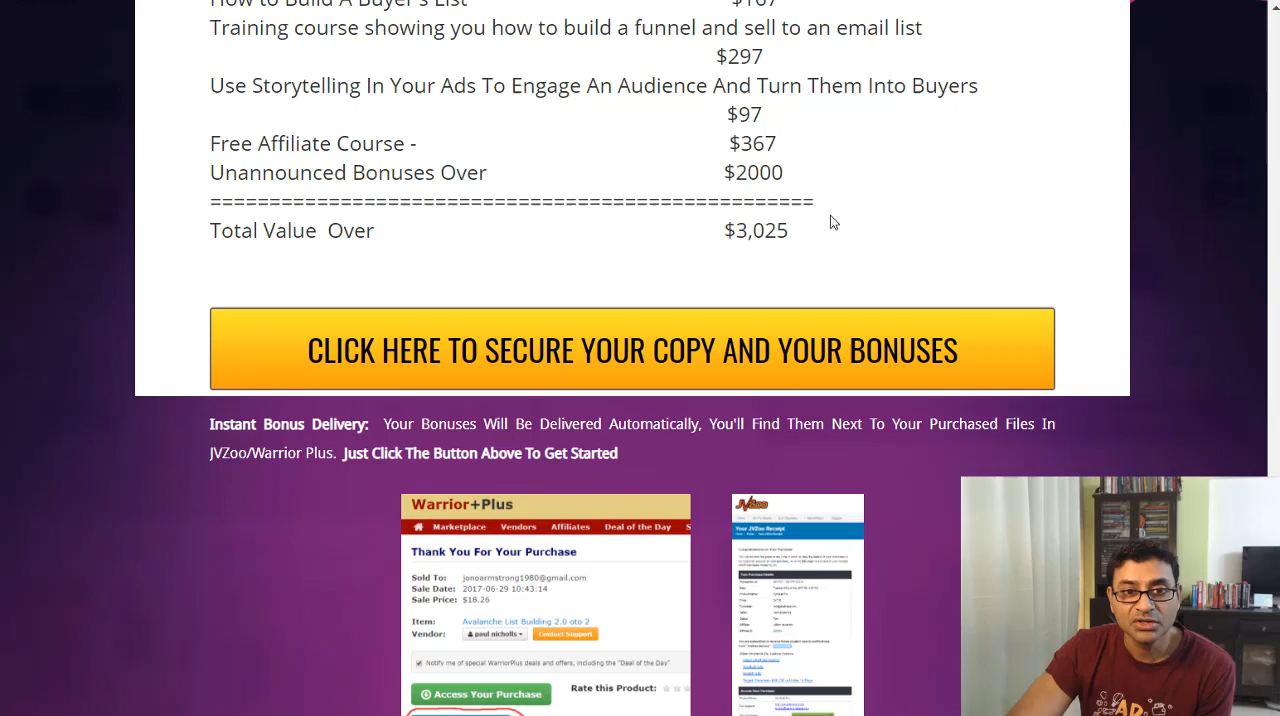 How to Build A Buyer's List $167
Training course showing you how to build a funnel and sell to an email list
$297
Use Storytelling In Your Ads To Engage An Audience And Turn Them Into Buyers
$97
Free Affiliate Course - $367
Unannounced Bonuses Over $2000
===================================================
Total Value Over $3,025
CLICK HERE TO SECURE YOUR COPY AND YOUR BONUSES
Instant Bonus Delivery: Your Bonuses Will Be Delivered Automatically, You'll Find Them Next To Your Purchased Files In
JVZoo/Warrior Plus. Just Click The Button Above To Get Started
Warrior+Plus
Marketplace Vendors Affiliates Deal of the Day S
Thank You For Your Purchase
Sold To: jonoarmstrong1980@gmail.com
Sale Date: 2017-06-29 10:43:14
Sale Price: $18.26
Item: Avalanche List Building 2.0 oto 2
Vendor: paul nicholls Contact Support
Notify me of special WarriorPlus deals and offers, including the "Deal of the Day"
Access Your Purchase Rate this Product:
JVZoo
Your JVZoo Receipt